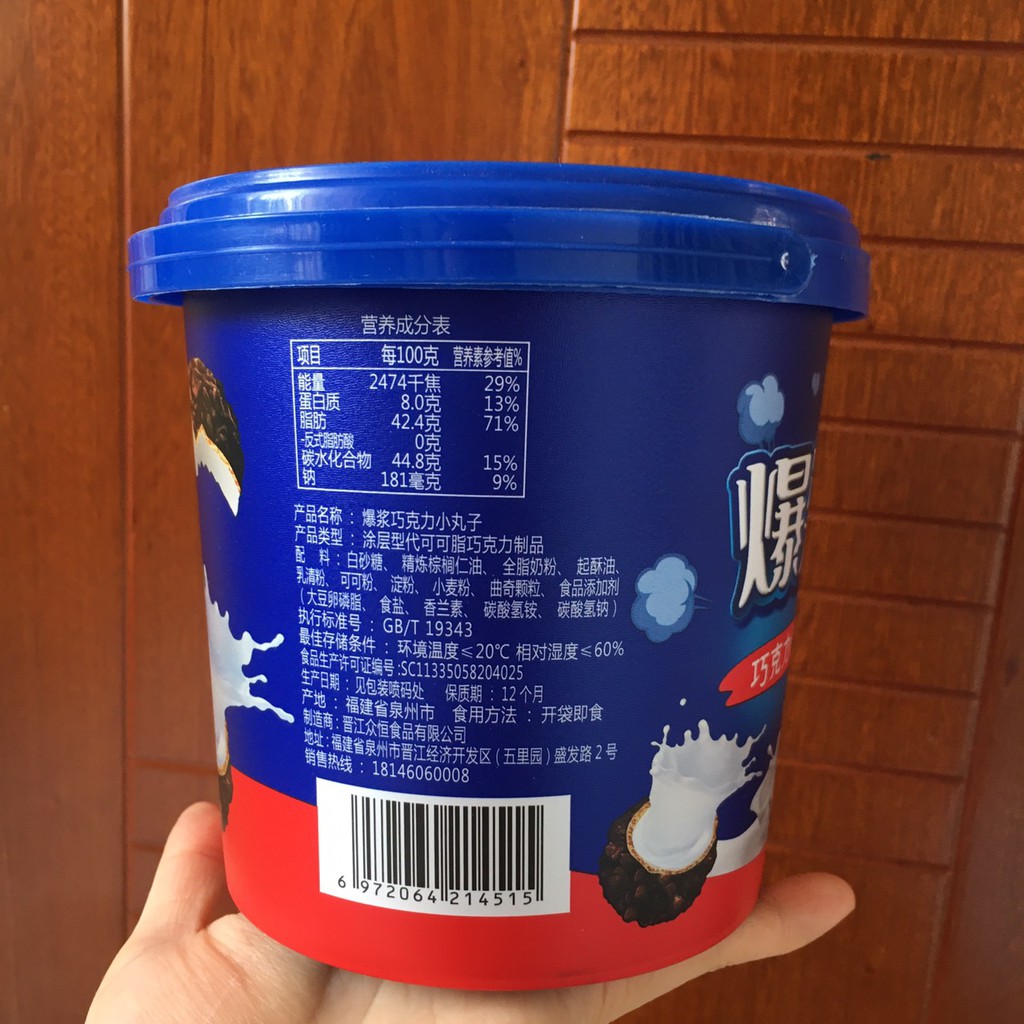 营养成分表
项目 每100克 营养素参考值%
能量 2474千焦 29%
蛋白质 8.0克 13%
脂肪 42.4克 71%
-反式脂肪酸 0克
碳水化合物 44.8克 15%
钠 181毫克 9%
产品名称：爆浆巧克力小丸子
产品类型：涂层型代可可脂巧克力制品
配 料：白砂糖、精炼棕榈仁油、全脂奶粉、起酥油、
乳清粉、可可粉、淀粉、小麦粉、曲奇颗粒、食品添加剂
(大豆卵磷脂、食盐、香兰素、碳酸氢铵、碳酸氢钠)
执行标准号：GB/T 19343
最佳存储条件：环境温度≤20℃ 相对湿度≤60%
食品生产许可证编号:SC11335058204025
生产日期：见包装喷码处 保质期：12个月
产地：福建省泉州市 食用方法：开袋即食
制造商：晋江众恒食品有限公司
地址：福建省泉州市晋江经济开发区(五里园)盛发路2号
销售热线：18146060008
6 972064 214515
爆
巧克